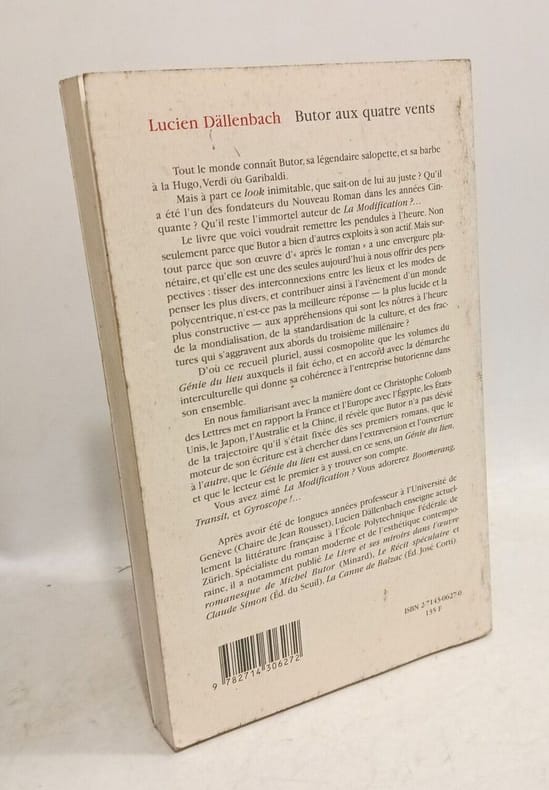 Lucien Dällenbach Butor aux quatre vents
Tout le monde connaît Butor, sa légendaire salopette, et sa barbe
à la Hugo, Verdi ou Garibaldi.
Mais à part ce look inimitable, que sait-on de lui au juste ? Qu'il
a été l'un des fondateurs du Nouveau Roman dans les années Cin-
quante ? Qu'il reste l'immortel auteur de La Modification ?...
Le livre que voici voudrait remettre les pendules à l'heure. Non
seulement parce que Butor a bien d'autres exploits à son actif. Mais sur-
tout parce que son œuvre d'« après le roman » a une envergure pla-
nétaire, et qu'elle est une des seules aujourd'hui à nous offrir des pers-
pectives : tisser des interconnexions entre les lieux et les modes de
penser les plus divers, et contribuer ainsi à l'avènement d'un monde
polycentrique, n'est-ce pas la meilleure réponse — la plus lucide et la
plus constructive — aux appréhensions qui sont les nôtres à l'heure
de la mondialisation, de la standardisation de la culture, et des frac-
tures qui s'aggravent aux abords du troisième millénaire ?
D'où ce recueil pluriel, aussi cosmopolite que les volumes du
Génie du lieu auxquels il fait écho, et en accord avec la démarche
interculturelle qui donne sa cohérence à l'entreprise butorienne dans
son ensemble.
En nous familiarisant avec la manière dont ce Christophe Colomb
des Lettres met en rapport la France et l'Europe avec l'Égypte, les États-
Unis, le Japon, l'Australie et la Chine, il révèle que Butor n'a pas dévié
de la trajectoire qu'il s'était fixée dès ses premiers romans, que le
moteur de son écriture est à chercher dans l'extraversion et l'ouverture
à l'autre, que le Génie du lieu est aussi, en ce sens, un Génie du lien,
et que le lecteur est le premier à y trouver son compte.
Vous avez aimé La Modification ? Vous adorerez Boomerang,
Transit, et Gyroscope !...
Après avoir été de longues années professeur à l'Université de
Genève (Chaire de Jean Rousset), Lucien Dällenbach enseigne actuel-
lement la littérature française à l'École Polytechnique Fédérale de
Zürich. Spécialiste du roman moderne et de l'esthétique contempo-
raine, il a notamment publié Le Livre et ses miroirs dans l'œuvre
romanesque de Michel Butor (Minard), Le Récit spéculaire et
Claude Simon (Éd. du Seuil), La Canne de Balzac (Éd. José Corti).
ISBN 2-7143-0627-0
135 F
9 782714 306272